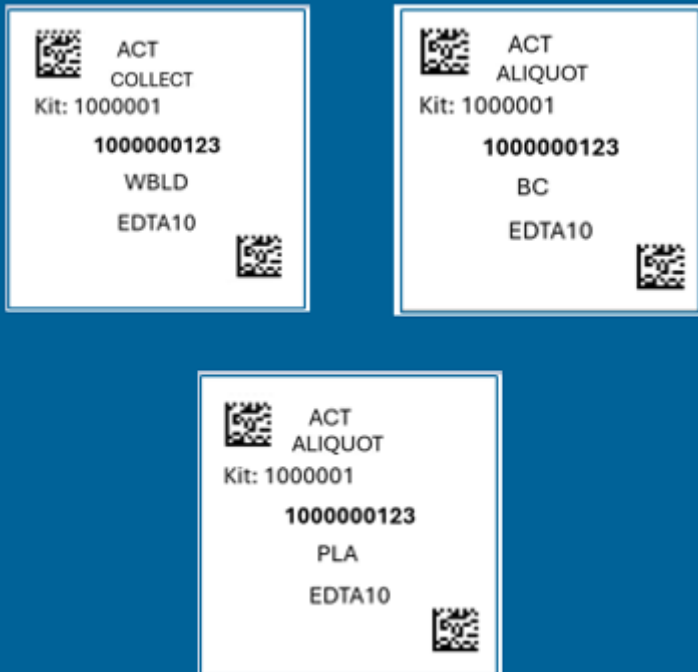 ACT
COLLECT
Kit: 1000001
1000000123
WBLD
EDTA10
ACT
ALIQUOT
Kit: 1000001
1000000123
BC
EDTA10
ACT
ALIQUOT
Kit: 1000001
1000000123
PLA
EDTA10